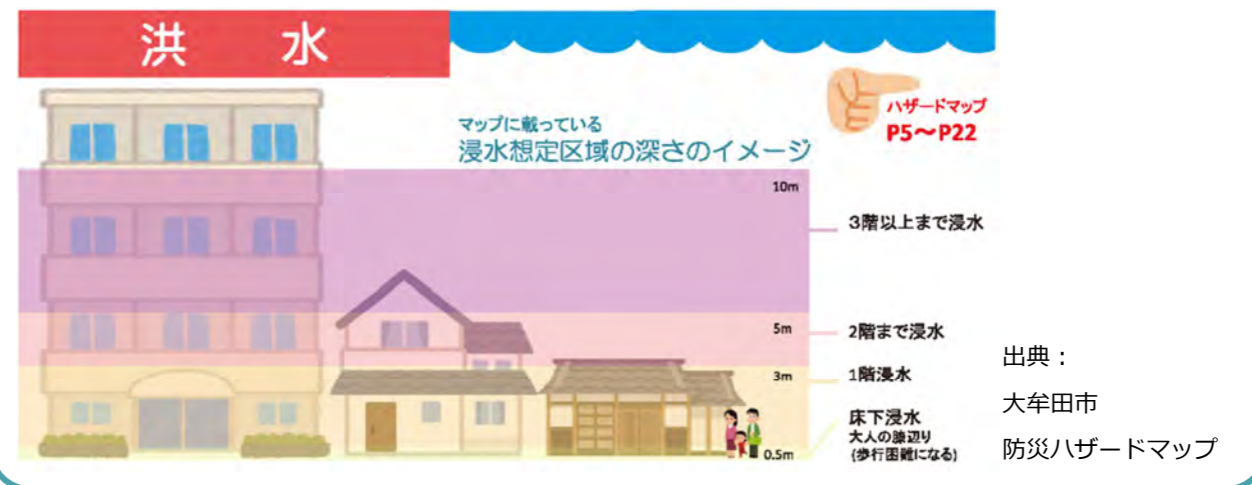 洪 水
ハザードマップ
P5～P22
マップに載っている
浸水想定区域の深さのイメージ
10m
3階以上まで浸水
5m
2階まで浸水
3m
1階浸水
床下浸水
大人の膝辺り
(歩行困難になる)
0.5m
出典：
大牟田市
防災ハザードマップ